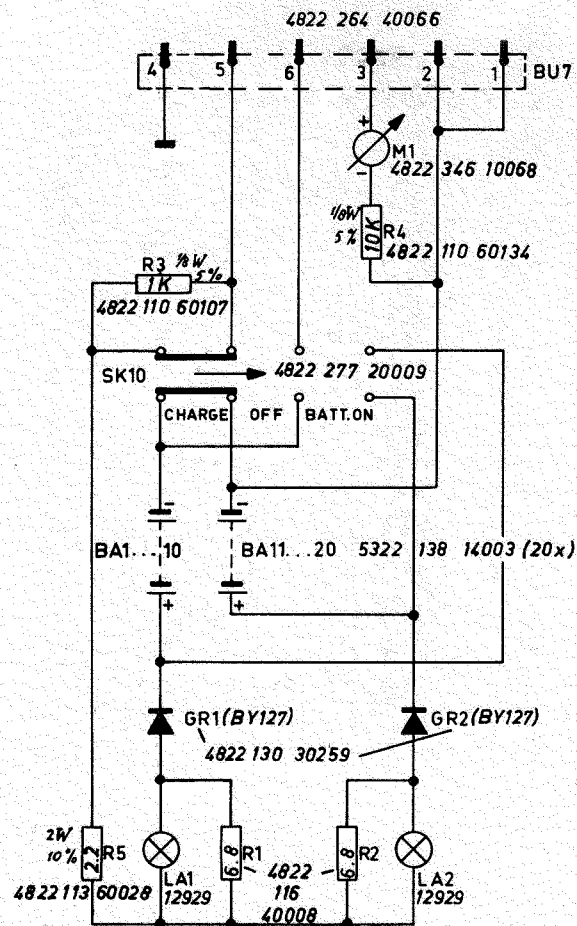 4822 264 40066
4 5 6 3 2 1 BU7
+
M1
4822 346 10068
-
1/8W
5% 10K R4
4822 110 60134
R3 1/8W
5%
1K
4822 110 60107
SK10 4822 277 20009
CHARGE OFF BATT.ON
- -
BA1...10 BA11...20 5322 138 14003 (20x)
+ +
GR1(BY127) GR2(BY127)
4822 130 30259
2W
10% 2.2 R5 LA1 6.8 R1 6.8 R2 LA2
4822 113 60028 12929 4822 12929
116
40008